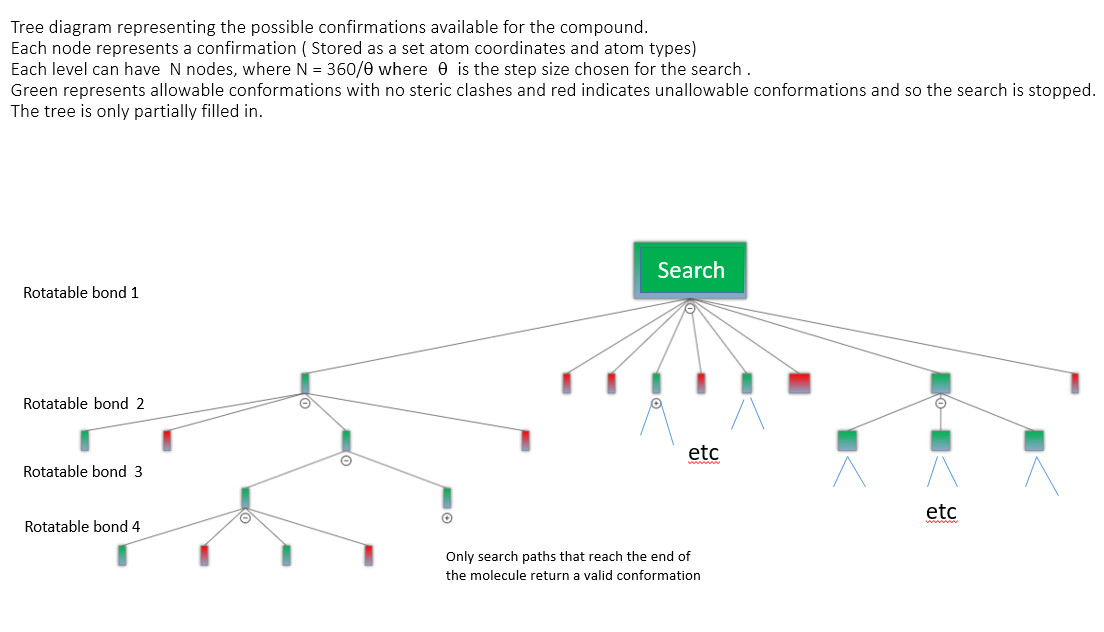 Tree diagram representing the possible confirmations available for the compound.
Each node represents a confirmation ( Stored as a set atom coordinates and atom types)
Each level can have  N nodes, where N = 360/θ where  θ  is the step size chosen for the search .
Green represents allowable conformations with no steric clashes and red indicates unallowable conformations and so the search is stopped.
The tree is only partially filled in.
Search
Rotatable bond 1
Rotatable bond  2
etc
Rotatable bond  3
etc
Rotatable bond 4
Only search paths that reach the end of
the molecule return a valid conformation